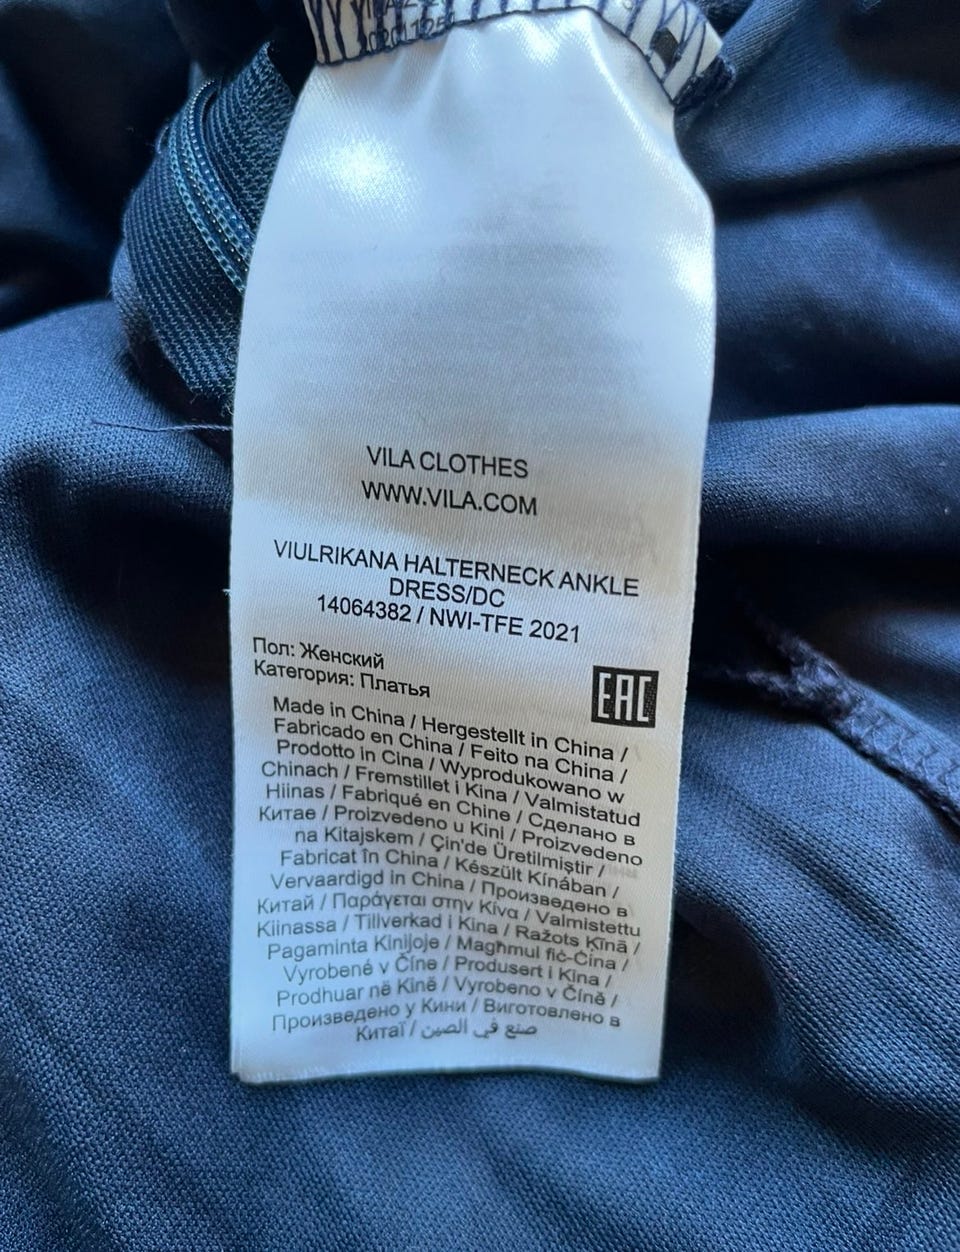 VILA CLOTHES
WWW.VILA.COM
VIULRIKANA HALTERNECK ANKLE
DRESS/DC
14064382 / NWI-TFE 2021
Пол: Женский
Категория: Платья
EAC
Made in China / Hergestellt in China /
Fabricado en China / Feito na China /
Prodotto in Cina / Wyprodukowano w
Chinach / Fremstillet i Kina / Valmistatud
Hiinas / Fabriqué en Chine / Сделано в
Китае / Proizvedeno u Kini / Proizvedeno
na Kitajskem / Çin'de Üretilmiştir /
Fabricat în China / Készült Kínában /
Vervaardigd in China / Произведено в
Китай / Παράγεται στην Κίνα / Valmistettu
Kiinassa / Tillverkad i Kina / Ražots Ķīnā /
Pagaminta Kinijoje / Magħmul fiċ-Ċina /
Vyrobené v Číne / Produsert i Kina /
Prodhuar në Kinë / Vyrobeno v Číně /
Произведено у Кини / Виготовлено в
Китаї / صنع في الصين